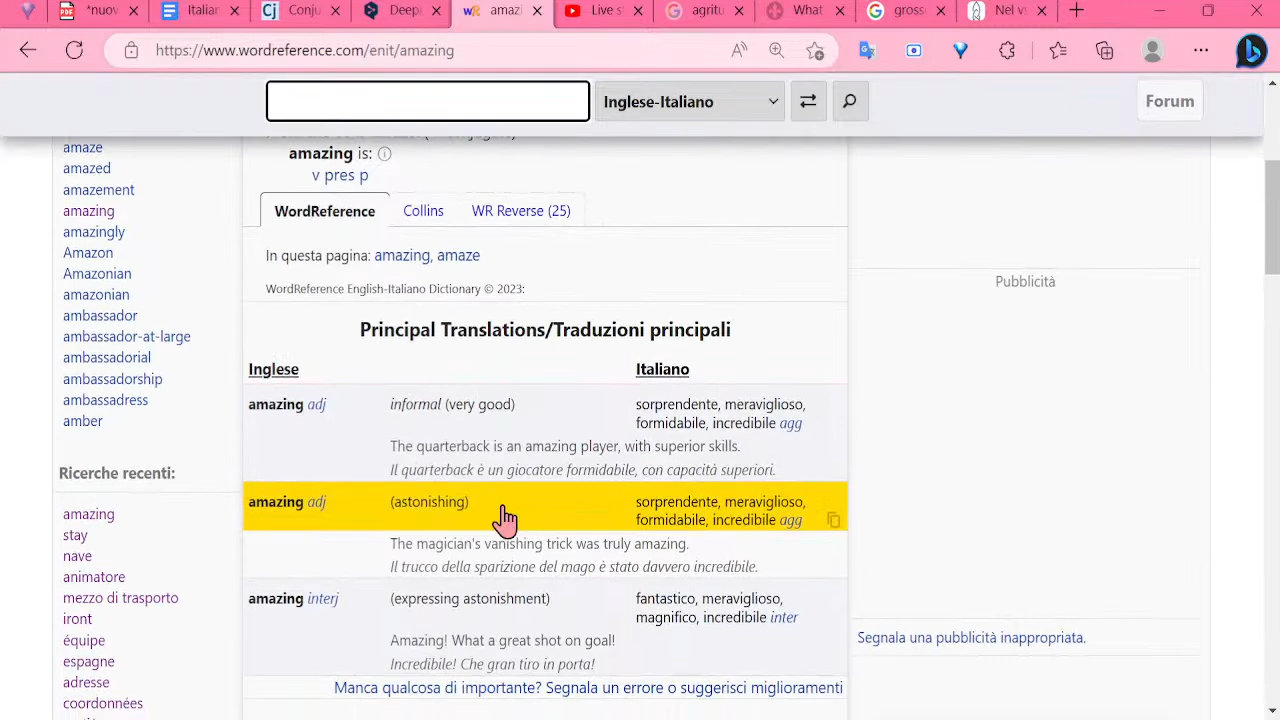 *nuov
Italiar
Cj Conju
Deepl
amazi
Live s
agritu
What
gross
Nel v
https://www.wordreference.com/enit/amazing
Inglese-Italiano
Forum
amaze
amazed
amazement
amazing
amazingly
Amazon
Amazonian
amazonian
ambassador
ambassador-at-large
ambassadorial
ambassadorship
ambassadress
amber
Ricerche recenti:
amazing
stay
nave
animatore
mezzo di trasporto
iront
équipe
espagne
adresse
coordonnées
amazing is:
v pres p
WordReference
Collins
WR Reverse (25)
In questa pagina: amazing, amaze
WordReference English-Italiano Dictionary © 2023:
Principal Translations/Traduzioni principali
Inglese Italiano
amazing adj informal (very good) sorprendente, meraviglioso,
formidabile, incredibile agg
The quarterback is an amazing player, with superior skills.
Il quarterback è un giocatore formidabile, con capacità superiori.
amazing adj (astonishing) sorprendente, meraviglioso,
formidabile, incredibile agg
The magician's vanishing trick was truly amazing.
Il trucco della sparizione del mago è stato davvero incredibile.
amazing interj (expressing astonishment) fantastico, meraviglioso,
magnifico, incredibile inter
Amazing! What a great shot on goal!
Incredibile! Che gran tiro in porta!
Manca qualcosa di importante? Segnala un errore o suggerisci miglioramenti
Pubblicità
Segnala una pubblicità inappropriata.